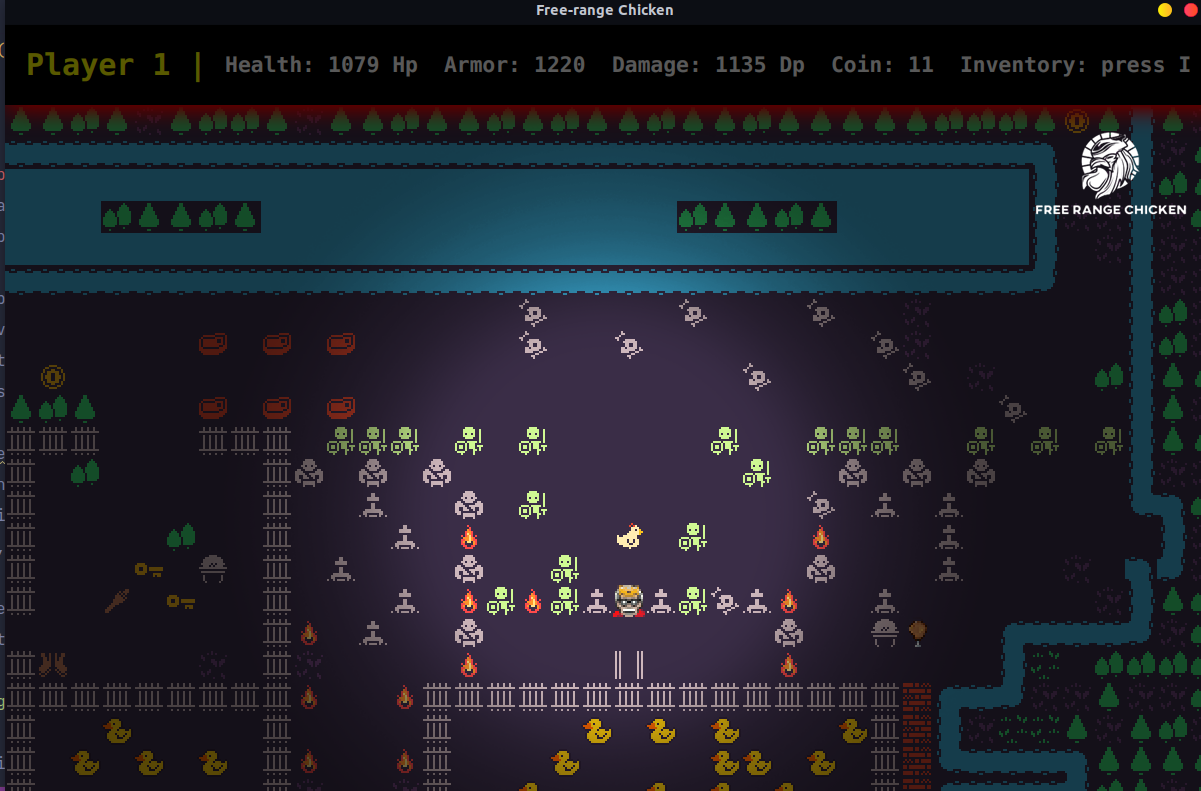 Free-range Chicken
Player 1 | Health: 1079 Hp Armor: 1220 Damage: 1135 Dp Coin: 11 Inventory: press I
FREE RANGE CHICKEN